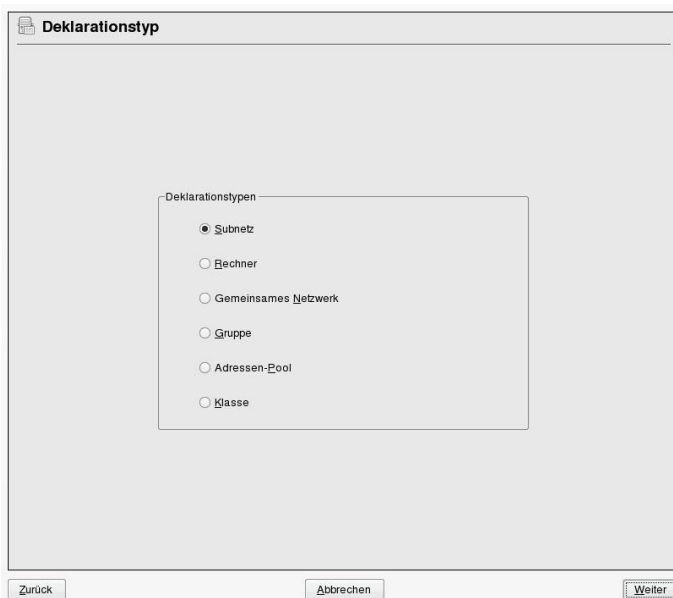 Deklarationstyp
Deklarationstypen
Subnetz
Rechner
Gemeinsames Netzwerk
Gruppe
Adressen-Pool
Klasse
Zurück
Abbrechen
Weiter